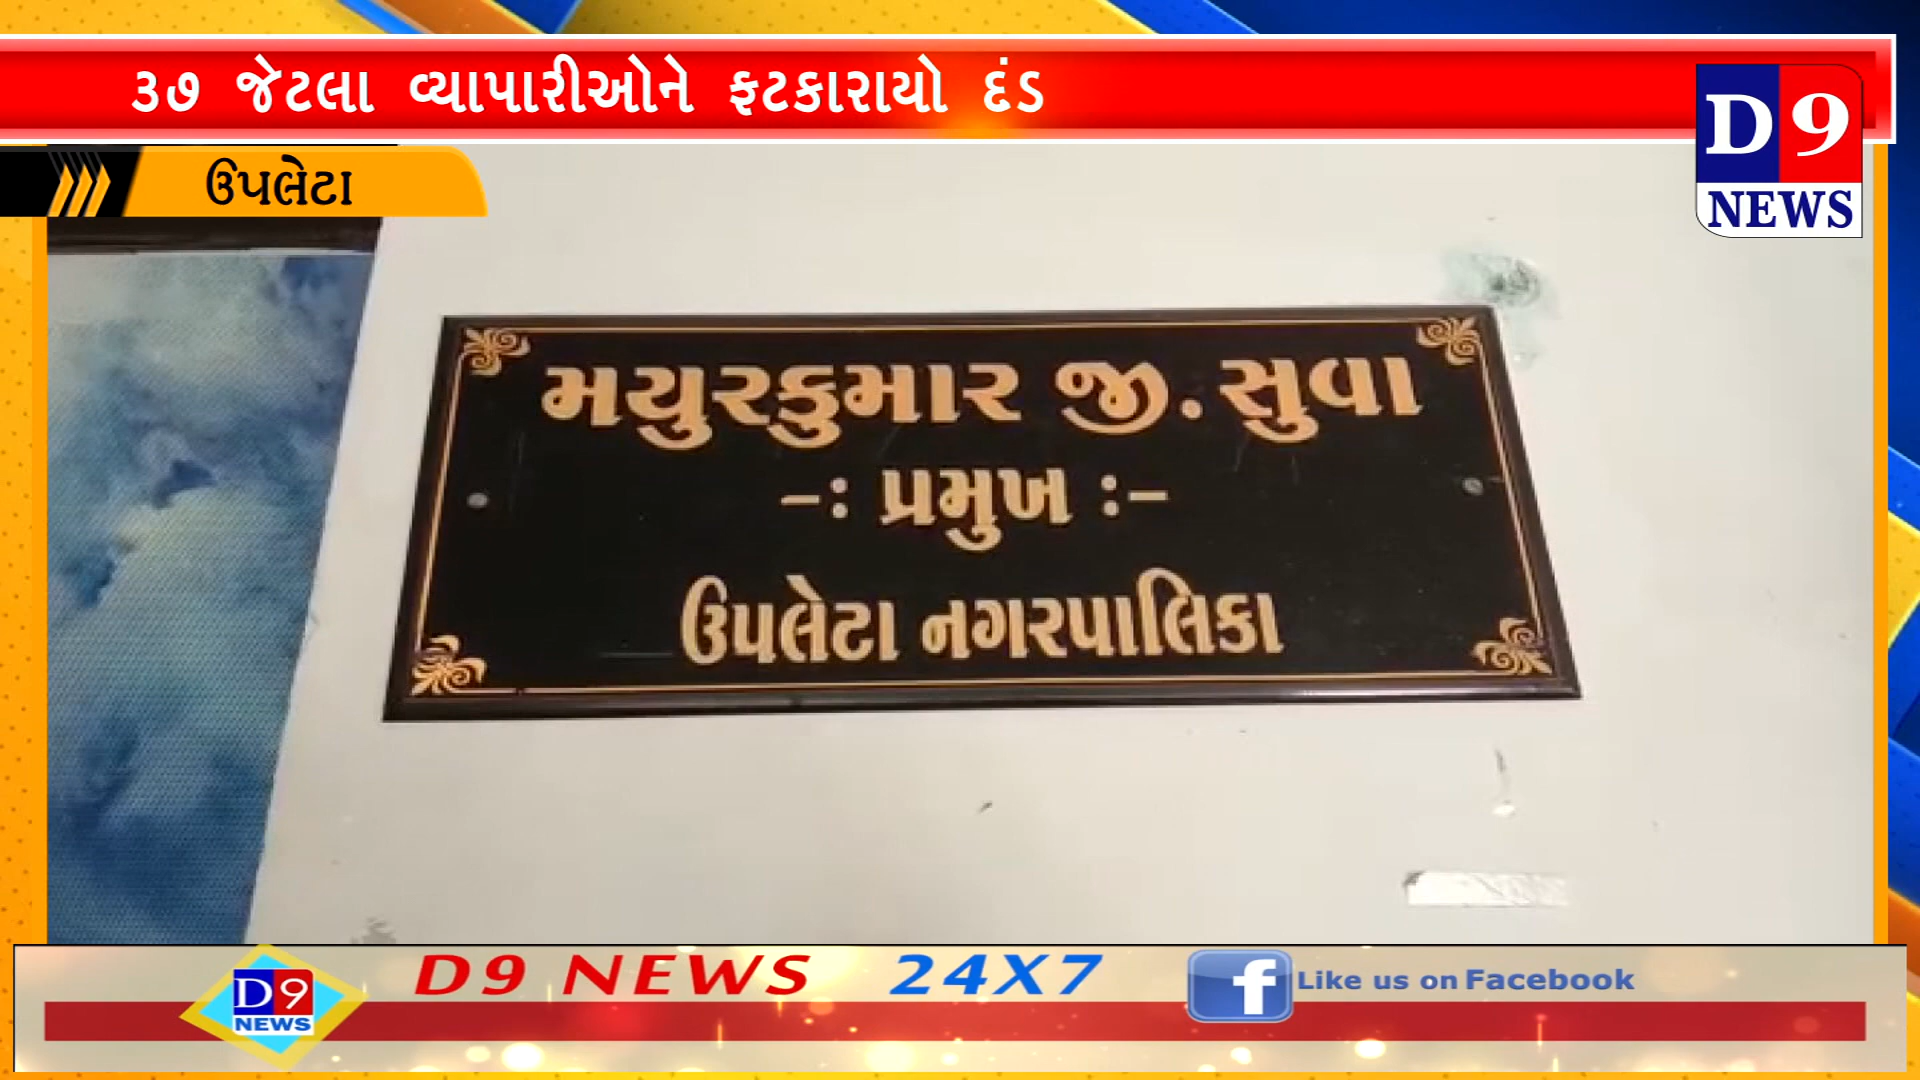 ૩૭ જેટલા વ્યાપારીઓને ફટકારાયો દંડ
D9
NEWS
ઉપલેટા
મયુરકુમાર જી. સુવા
-: પ્રમુખ :-
ઉપલેટા નગરપાલિકા
D9
NEWS
D9 NEWS 24X7
f
Like us on Facebook